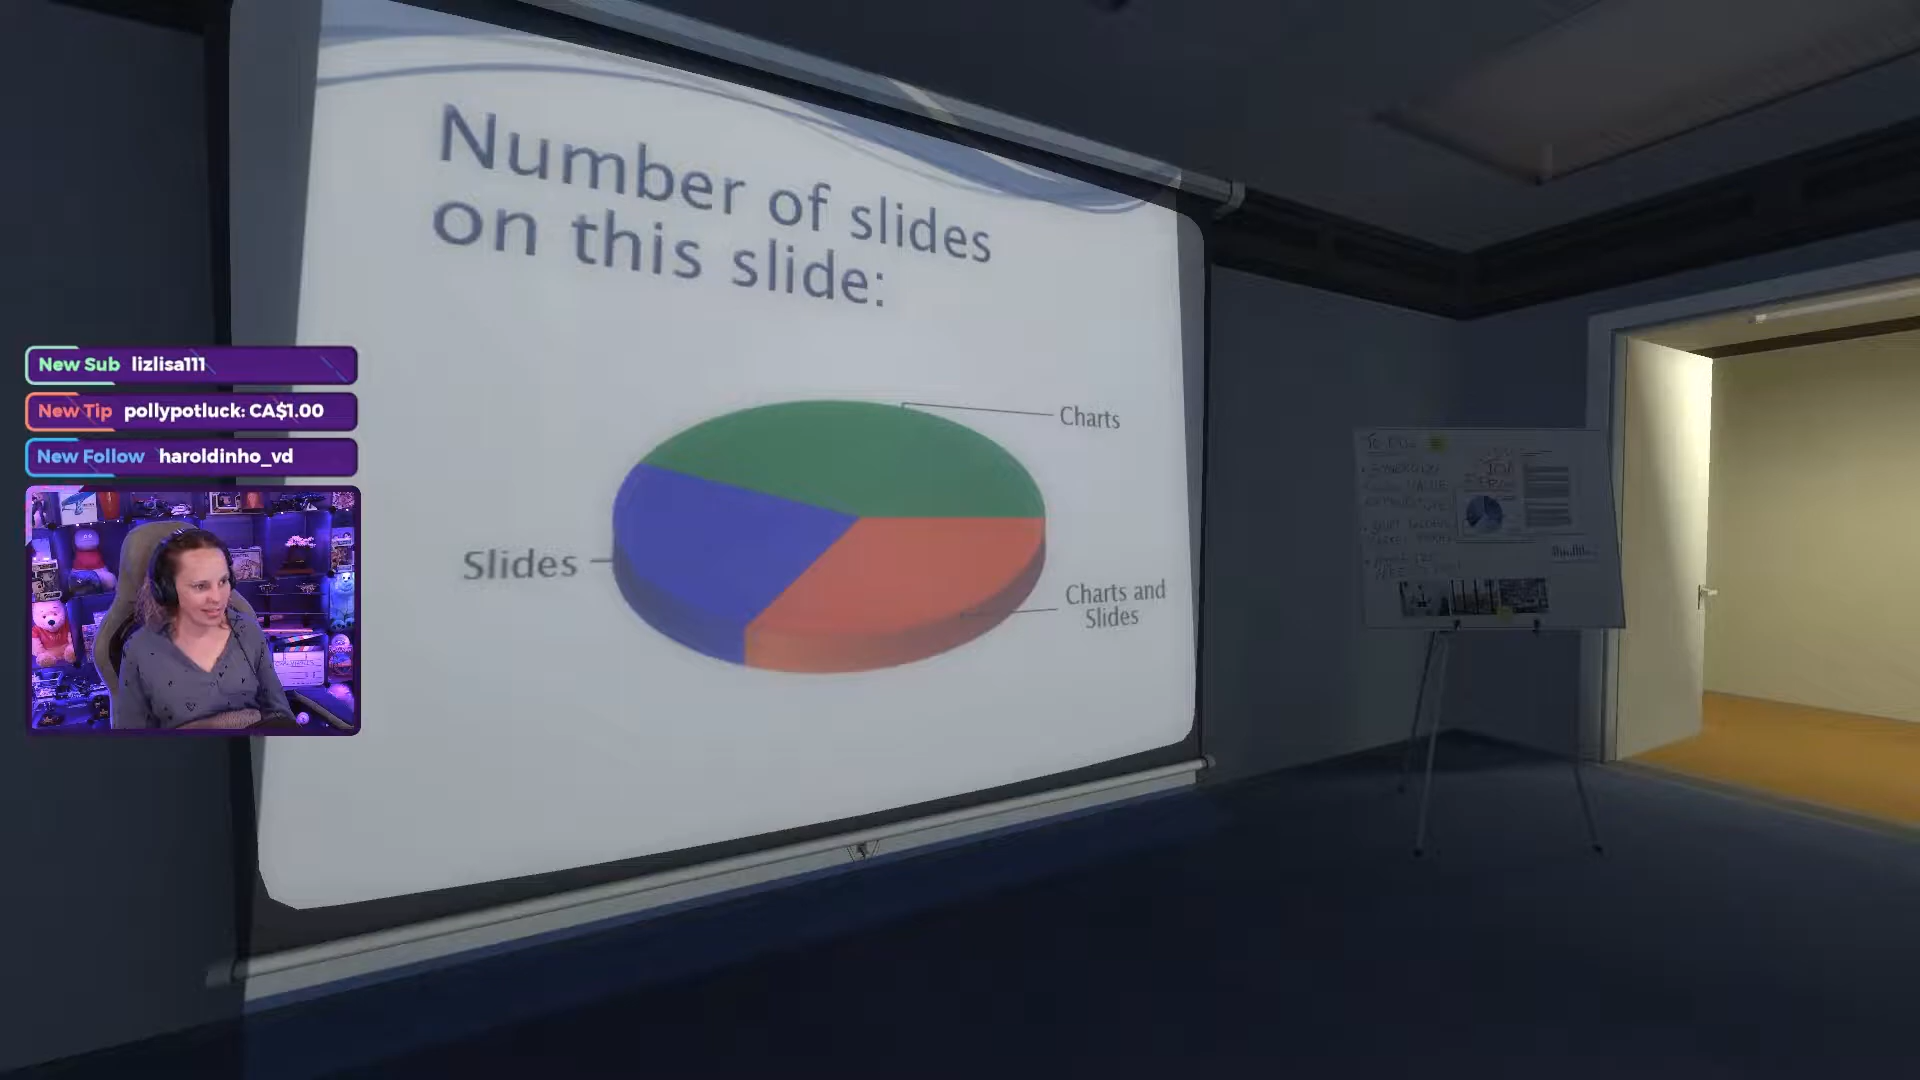 Number of slides
on this slide:
Charts
Slides
Charts and
Slides
New Sub lizlisa111
New Tip pollypotluck: CA$1.00
New Follow haroldinho_vd